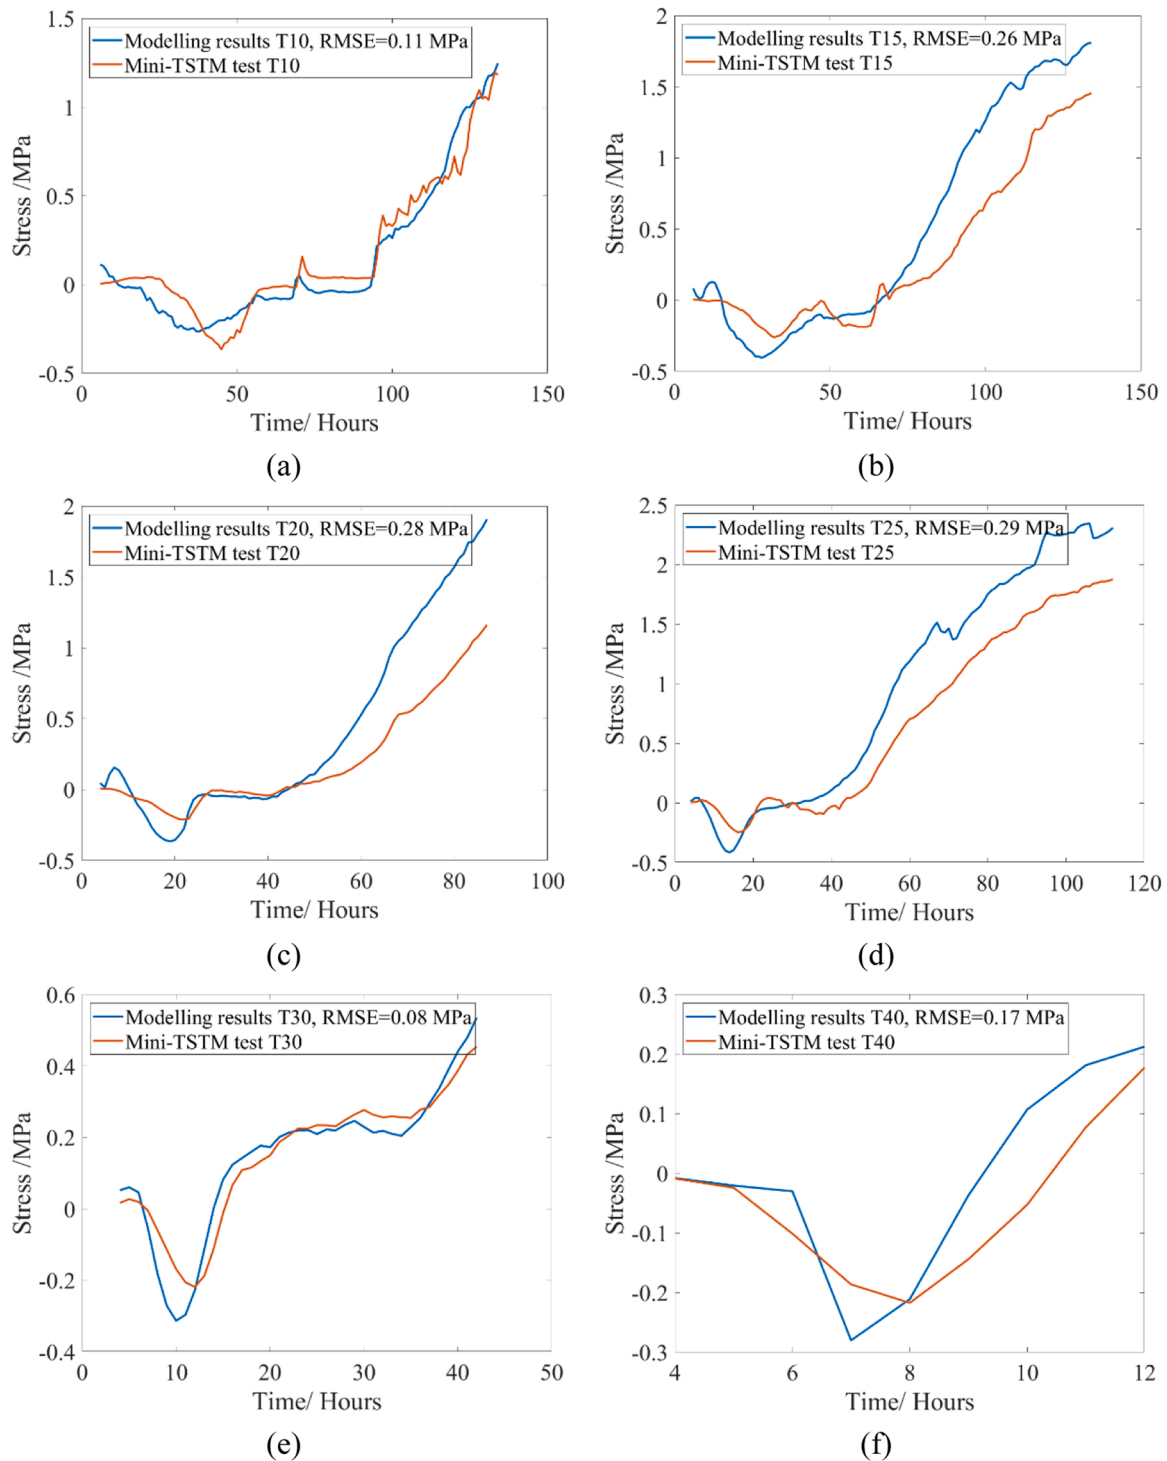 1.5
1
0.5
0
-0.5
Stress /MPa
Modelling results T10, RMSE=0.11 MPa
Mini-TSTM test T10
0 50 100 150
Time/ Hours
(a)
2
1.5
1
0.5
0
-0.5
Stress /MPa
Modelling results T15, RMSE=0.26 MPa
Mini-TSTM test T15
0 50 100 150
Time/ Hours
(b)
2
1.5
1
0.5
0
-0.5
Stress /MPa
Modelling results T20, RMSE=0.28 MPa
Mini-TSTM test T20
0 20 40 60 80 100
Time/ Hours
(c)
2.5
2
1.5
1
0.5
0
-0.5
Stress /MPa
Modelling results T25, RMSE=0.29 MPa
Mini-TSTM test T25
0 20 40 60 80 100 120
Time/ Hours
(d)
0.6
0.4
0.2
0
-0.2
-0.4
Stress /MPa
Modelling results T30, RMSE=0.08 MPa
Mini-TSTM test T30
0 10 20 30 40 50
Time/ Hours
(e)
0.3
0.2
0.1
0
-0.1
-0.2
-0.3
Stress /MPa
Modelling results T40, RMSE=0.17 MPa
Mini-TSTM test T40
4 6 8 10 12
Time/ Hours
(f)